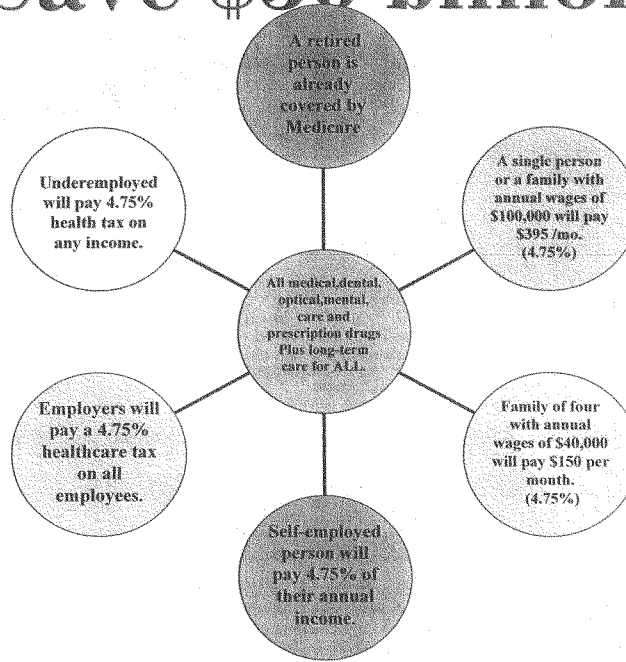 A retired
person is
already
covered by
Medicare
Underemployed
will pay 4.75%
health tax on
any income.
A single person
or a family with
annual wages of
$100,000 will pay
$395 /mo.
(4.75%)
All medical,dental,
optical,mental,
care and
prescription drugs
Plus long-term
care for ALL.
Employers will
pay a 4.75%
healthcare tax
on all
employees.
Family of four
with annual
wages of $40,000
will pay $150 per
month.
(4.75%)
Self-employed
person will
pay 4.75% of
their annual
income.